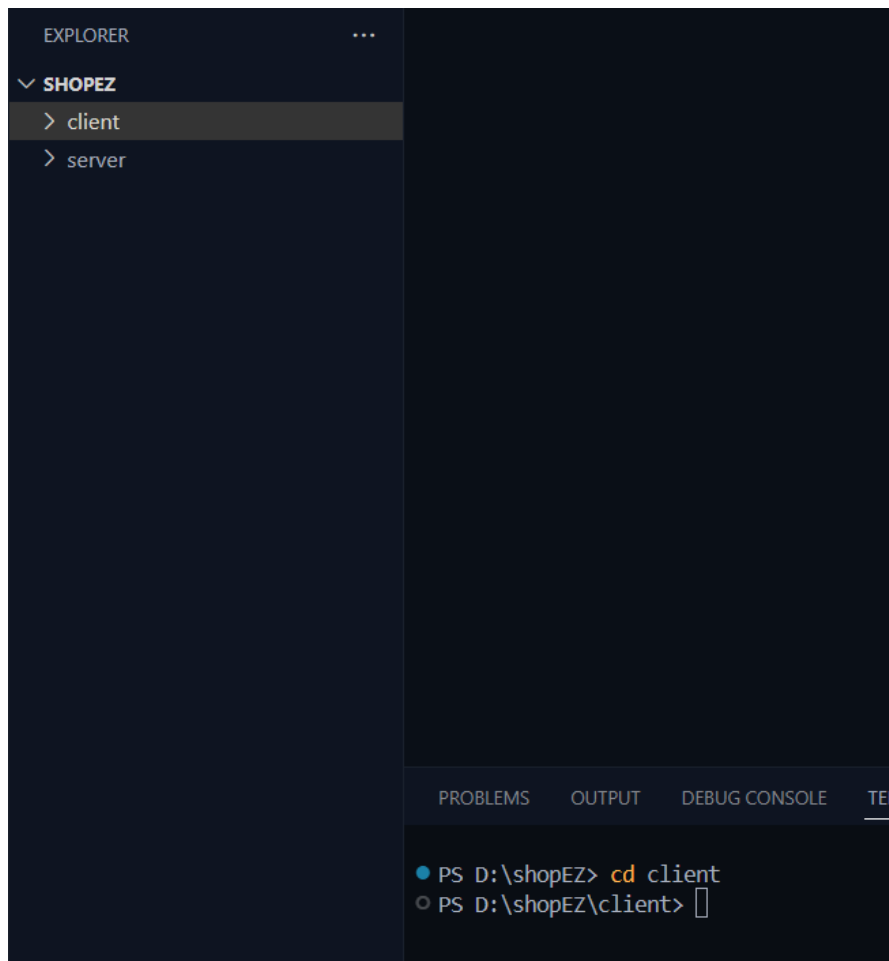 EXPLORER ...
SHOPEZ
client
server
PROBLEMS OUTPUT DEBUG CONSOLE
PS D:\shopEZ> cd client
PS D:\shopEZ\client>